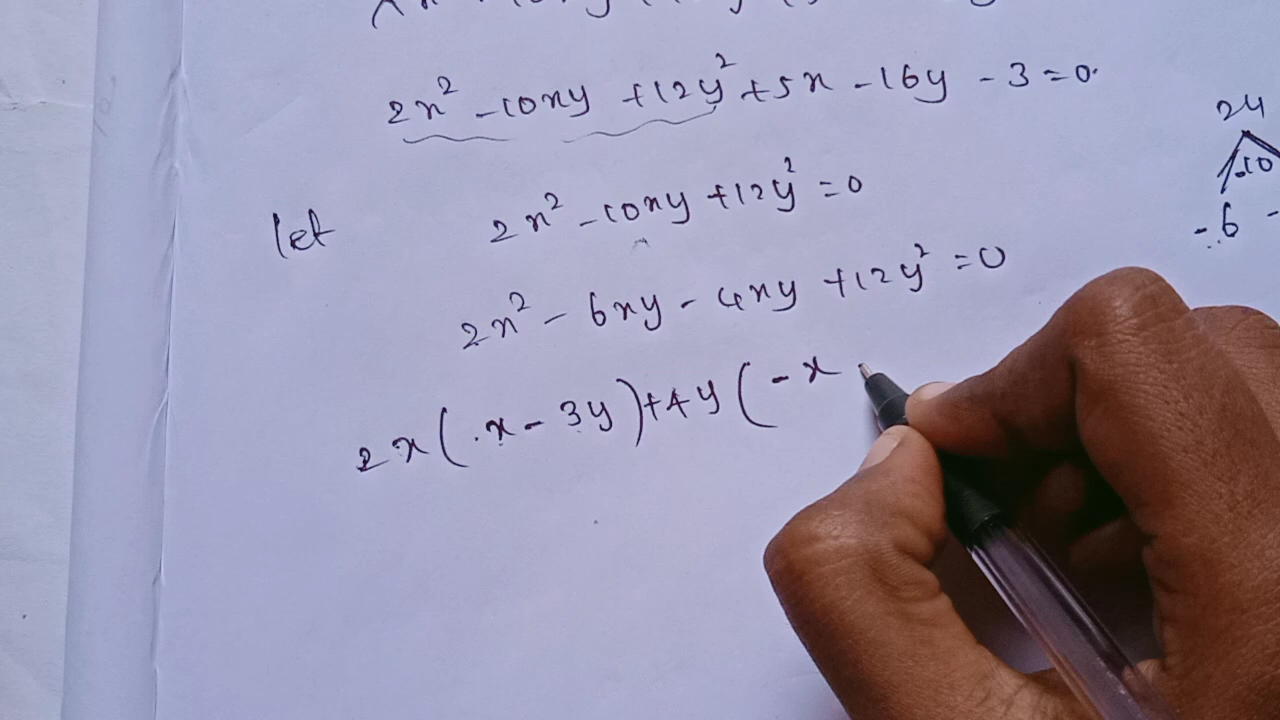 2x² - 10xy + 12y² + 5x - 16y - 3 = 0.
24
10
-6 -
let 2x² - 10xy + 12y² = 0
2x² - 6xy - 4xy + 12y² = 0
2x(x - 3y) + 4y(-x